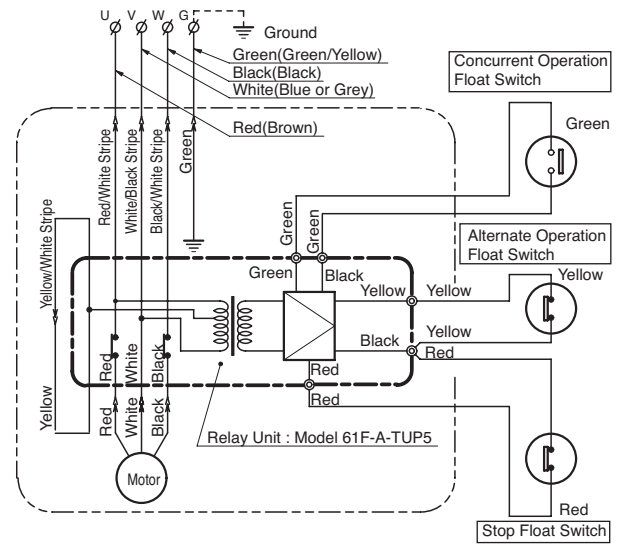 U V W G
Ground
Green(Green/Yellow)
Black(Black)
White(Blue or Grey)
Red(Brown)
Concurrent Operation
Float Switch
Green
Red/White Stripe
White/Black Stripe
Black/White Stripe
Green
Yellow/White Stripe
Green
Green
Green
Black
Alternate Operation
Float Switch
Yellow
Yellow
Yellow
Yellow
Black
Red
Red
White
Black
Red
Red
Yellow
Red
White
Black
Relay Unit : Model 61F-A-TUP5
Motor
Red
Stop Float Switch